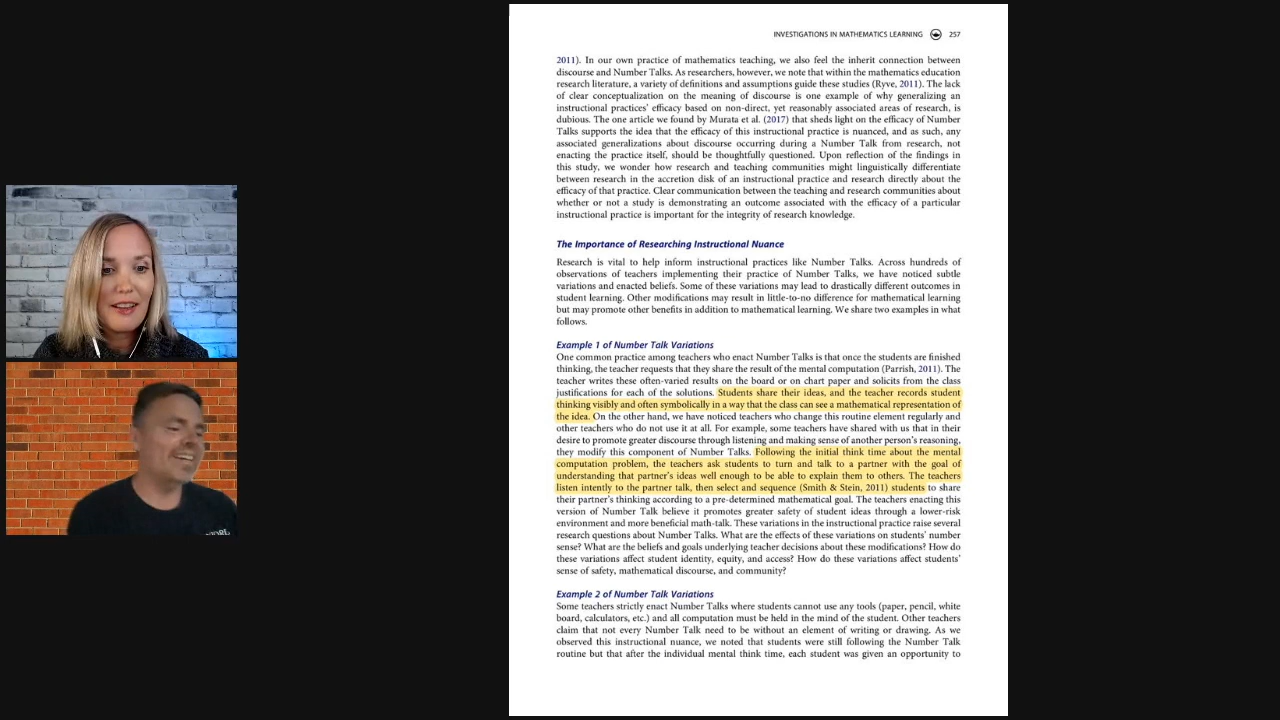 INVESTIGATIONS IN MATHEMATICS LEARNING 257
2011). In our own practice of mathematics teaching, we also feel the inherit connection between
discourse and Number Talks. As researchers, however, we note that within the mathematics education
research literature, a variety of definitions and assumptions guide these studies (Ryve, 2011). The lack
of clear conceptualization on the meaning of discourse is one example of why generalizing an
instructional practices' efficacy based on non-direct, yet reasonably associated areas of research, is
dubious. The one article we found by Murata et al. (2017) that sheds light on the efficacy of Number
Talks supports the idea that the efficacy of this instructional practice is nuanced, and as such, any
associated generalizations about discourse occurring during a Number Talk from research, not
enacting the practice itself, should be thoughtfully questioned. Upon reflection of the findings in
this study, we wonder how research and teaching communities might linguistically differentiate
between research in the accretion disk of an instructional practice and research directly about the
efficacy of that practice. Clear communication between the teaching and research communities about
whether or not a study is demonstrating an outcome associated with the efficacy of a particular
instructional practice is important for the integrity of research knowledge.
The Importance of Researching Instructional Nuance
Research is vital to help inform instructional practices like Number Talks. Across hundreds of
observations of teachers implementing their practice of Number Talks, we have noticed subtle
variations and enacted beliefs. Some of these variations may lead to drastically different outcomes in
student learning. Other modifications may result in little-to-no difference for mathematical learning
but may promote other benefits in addition to mathematical learning. We share two examples in what
follows.
Example 1 of Number Talk Variations
One common practice among teachers who enact Number Talks is that once the students are finished
thinking, the teacher requests that they share the result of the mental computation (Parrish, 2011). The
teacher writes these often-varied results on the board or on chart paper and solicits from the class
justifications for each of the solutions. Students share their ideas, and the teacher records student
thinking visibly and often symbolically in a way that the class can see a mathematical representation of
the idea. On the other hand, we have noticed teachers who change this routine element regularly and
other teachers who do not use it at all. For example, some teachers have shared with us that in their
desire to promote greater discourse through listening and making sense of another person's reasoning,
they modify this component of Number Talks. Following the initial think time about the mental
computation problem, the teachers ask students to turn and talk to a partner with the goal of
understanding that partner's ideas well enough to be able to explain them to others. The teachers
listen intently to the partner talk, then select and sequence (Smith & Stein, 2011) students to share
their partner's thinking according to a pre-determined mathematical goal. The teachers enacting this
version of Number Talk believe it promotes greater safety of student ideas through a lower-risk
environment and more beneficial math-talk. These variations in the instructional practice raise several
research questions about Number Talks. What are the effects of these variations on students' number
sense? What are the beliefs and goals underlying teacher decisions about these modifications? How do
these variations affect student identity, equity, and access? How do these variations affect students'
sense of safety, mathematical discourse, and community?
Example 2 of Number Talk Variations
Some teachers strictly enact Number Talks where students cannot use any tools (paper, pencil, white
board, calculators, etc.) and all computation must be held in the mind of the student. Other teachers
claim that not every Number Talk need to be without an element of writing or drawing. As we
observed this instructional nuance, we noted that students were still following the Number Talk
routine but that after the individual mental think time, each student was given an opportunity to